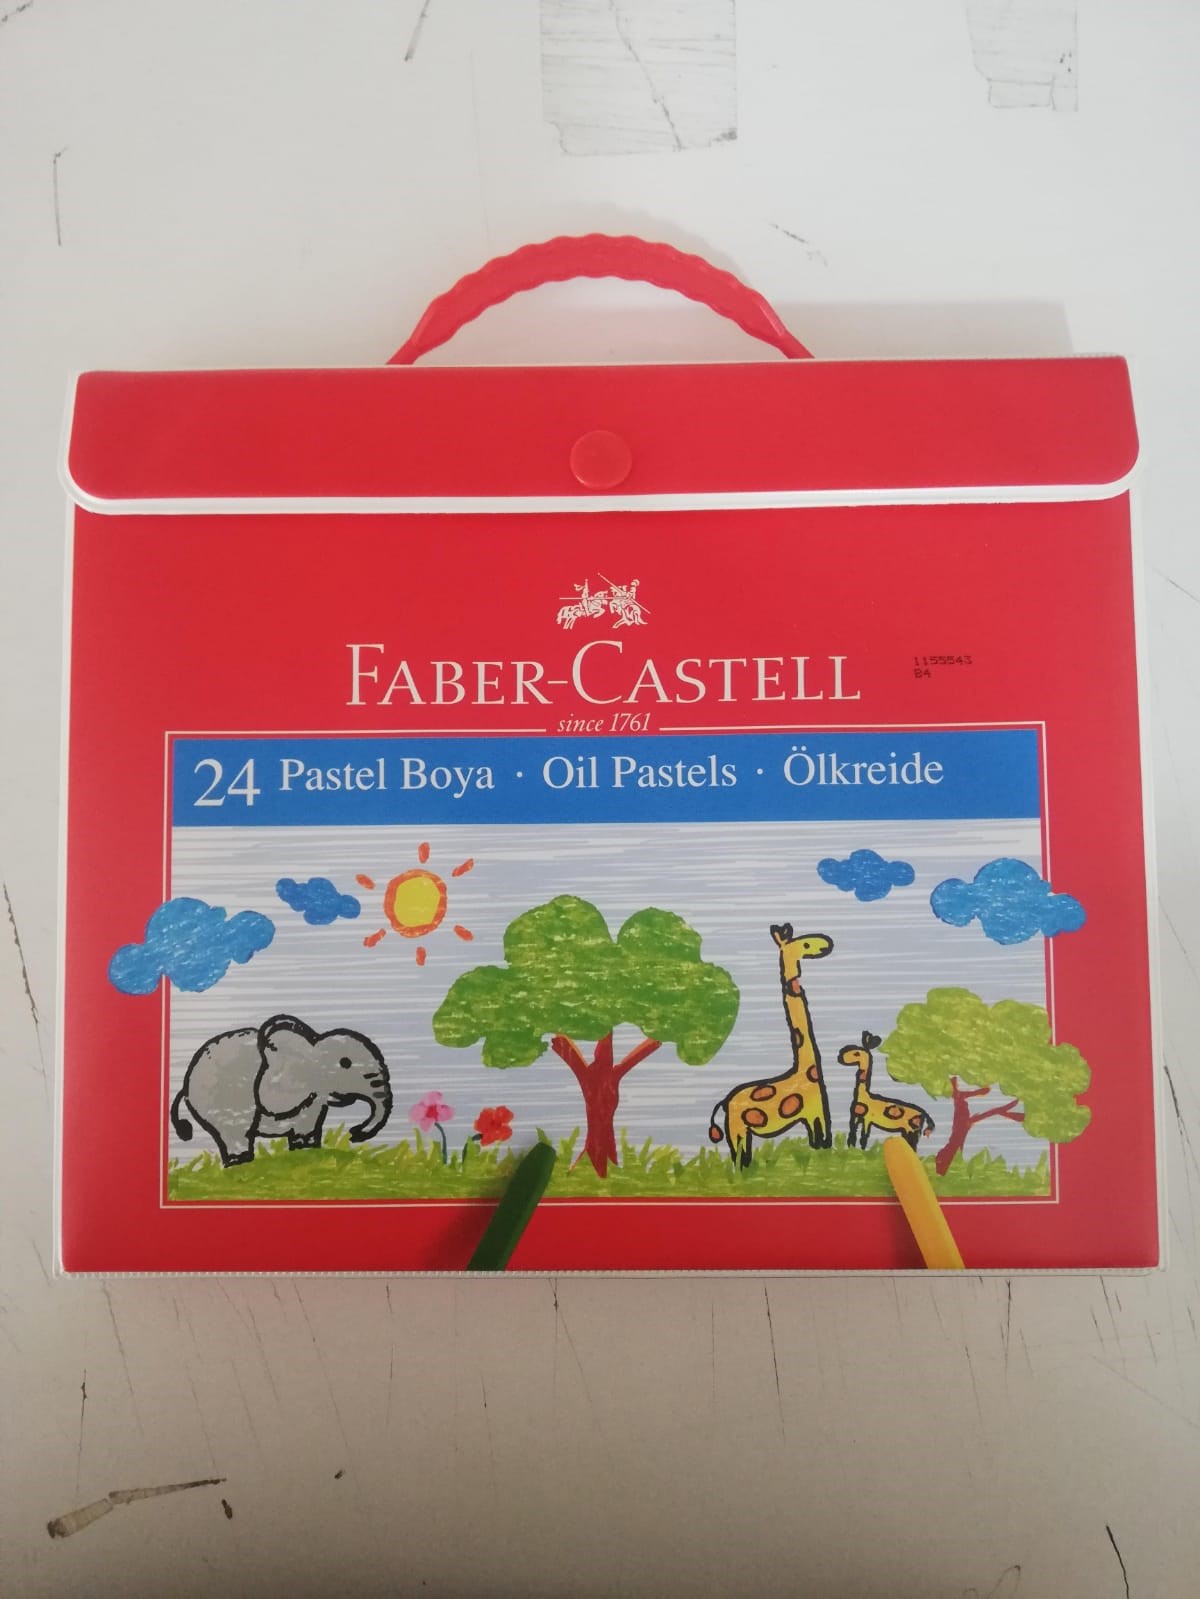 FABER-CASTELL
1155543
B4
since 1761
24 Pastel Boya · Oil Pastels · Ölkreide